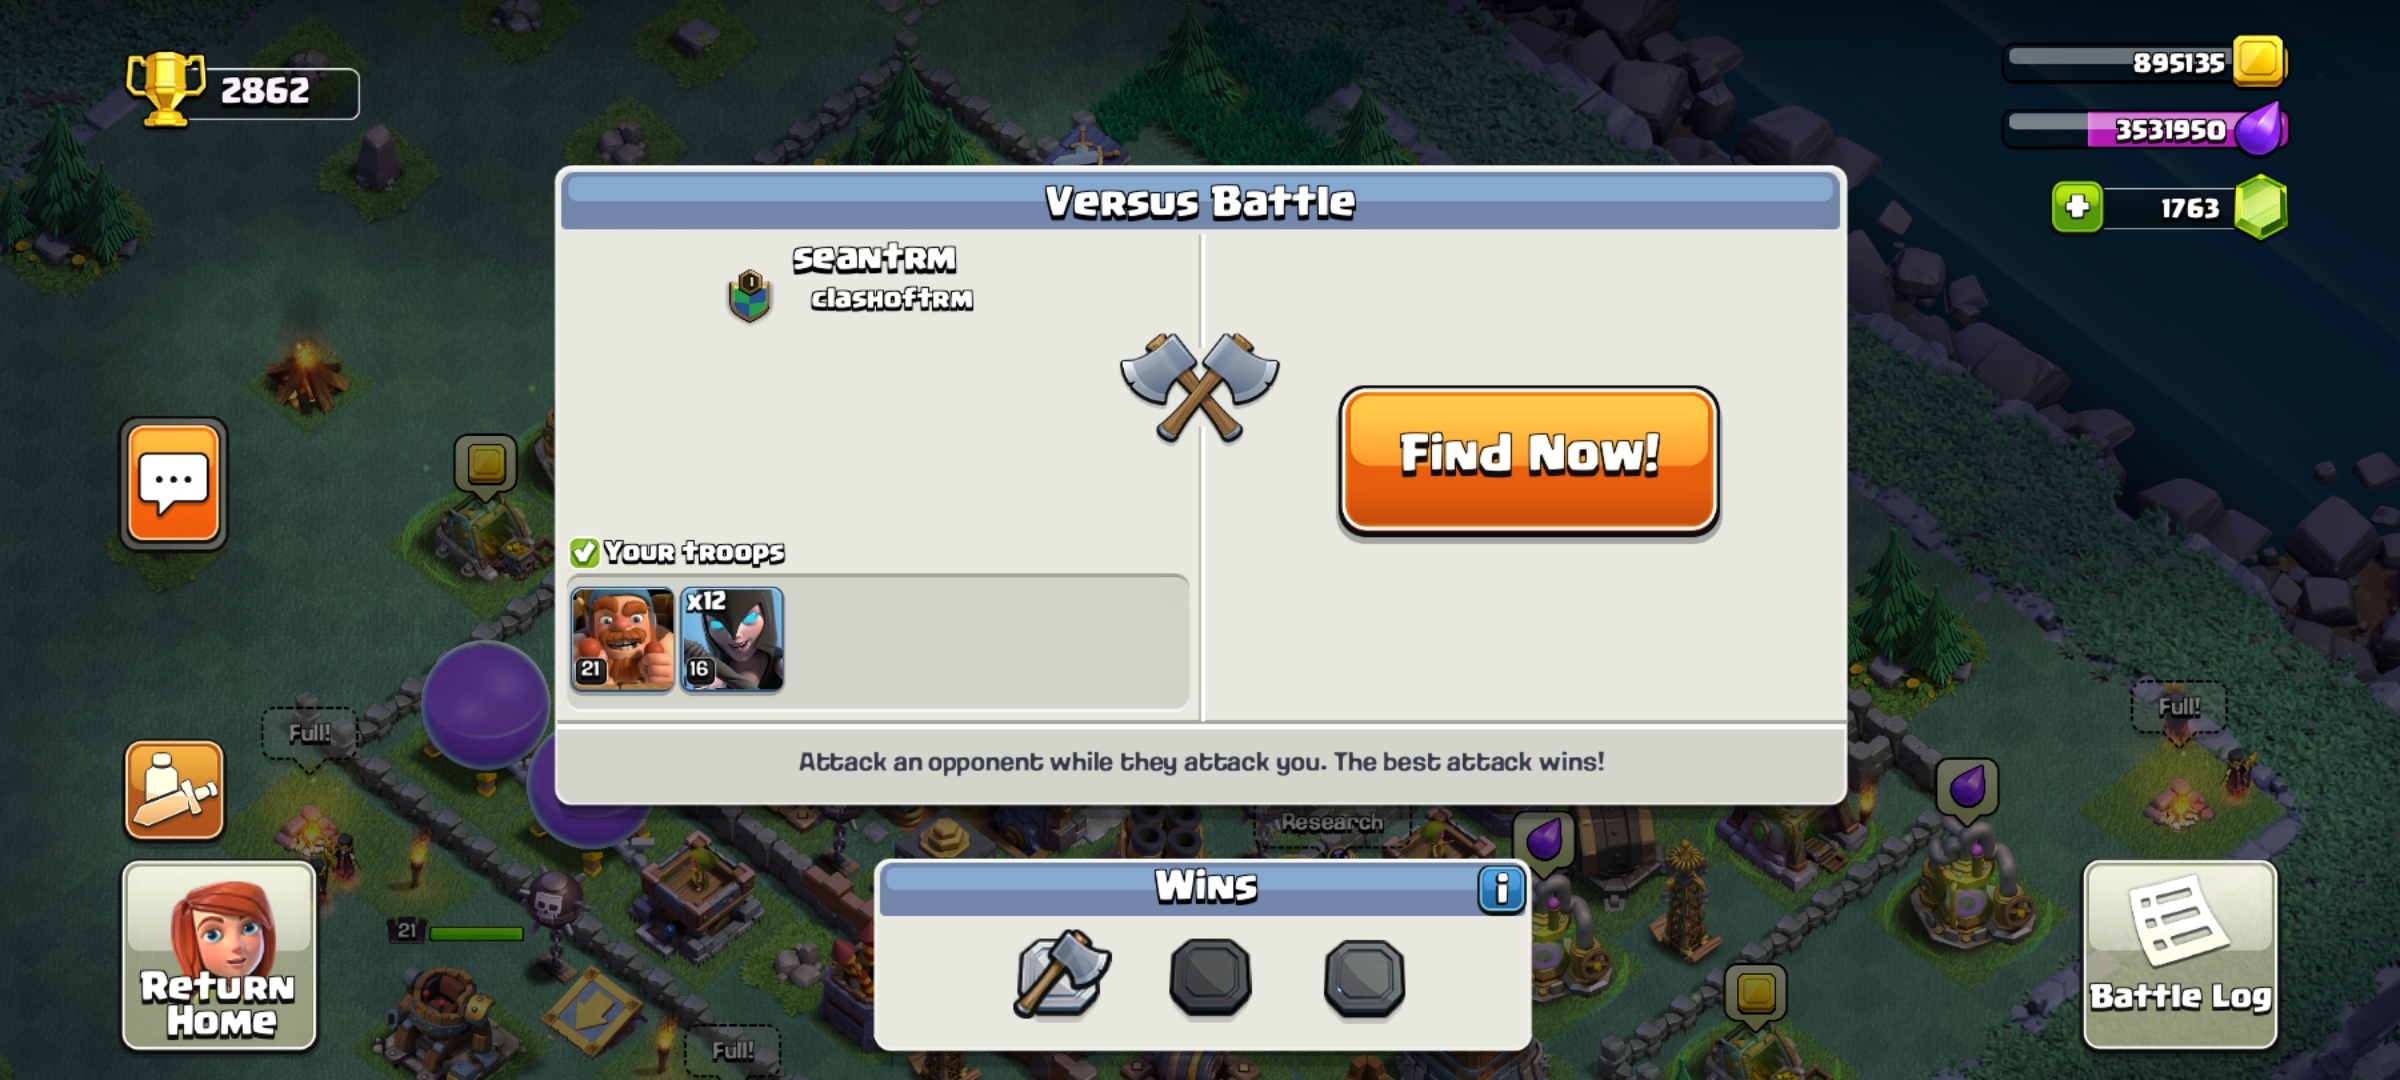 2862
895135
3531950
1763
Versus Battle
seantrm
1
clashoftrm
Find Now!
Your troops
21
x12
16
Attack an opponent while they attack you. The best attack wins!
Full!
Full!
Research
Wins
i
21
Return
Home
Battle Log
Full!